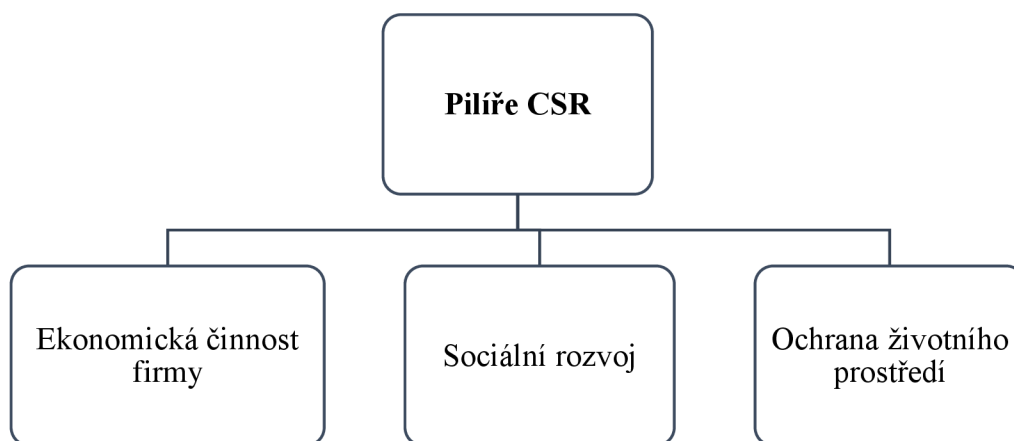 Pilíře CSR
Ekonomická činnost
firmy
Sociální rozvoj
Ochrana životního
prostředí